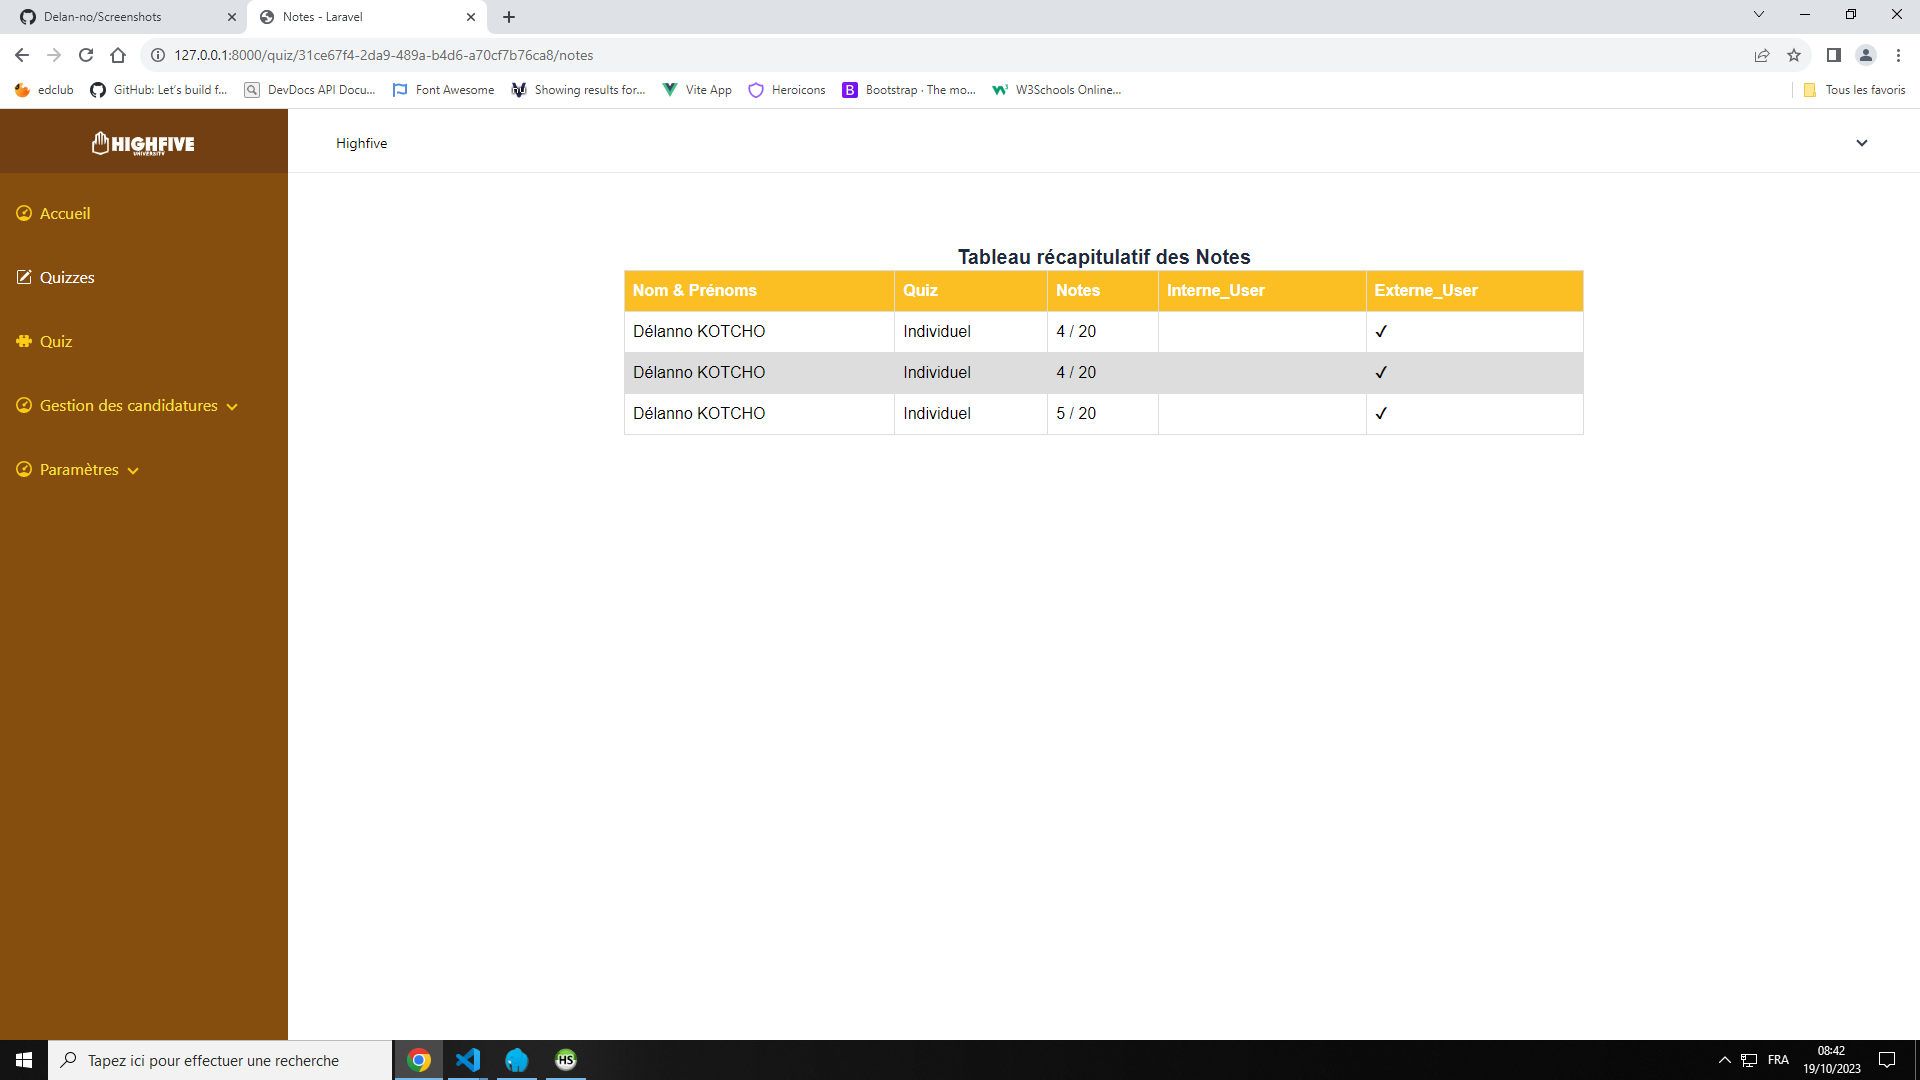 Delan-no/Screenshots
Notes - Laravel
127.0.0.1:8000/quiz/31ce67f4-2da9-489a-b4d6-a70cf7b76ca8/notes
edclub
GitHub: Let's build f...
DevDocs API Docu...
Font Awesome
Showing results for...
Vite App
Heroicons
B
Bootstrap · The mo...
W3Schools Online...
Tous les favoris
HIGHFIVE
UNIVERSITY
Highfive
Accueil
Quizzes
Quiz
Gestion des candidatures
Paramètres
Tableau récapitulatif des Notes
Nom & Prénoms Quiz Notes Interne_User Externe_User
Délanno KOTCHO Individuel 4 / 20 ✓
Délanno KOTCHO Individuel 4 / 20 ✓
Délanno KOTCHO Individuel 5 / 20 ✓
Tapez ici pour effectuer une recherche
HS
FRA
08:42
19/10/2023